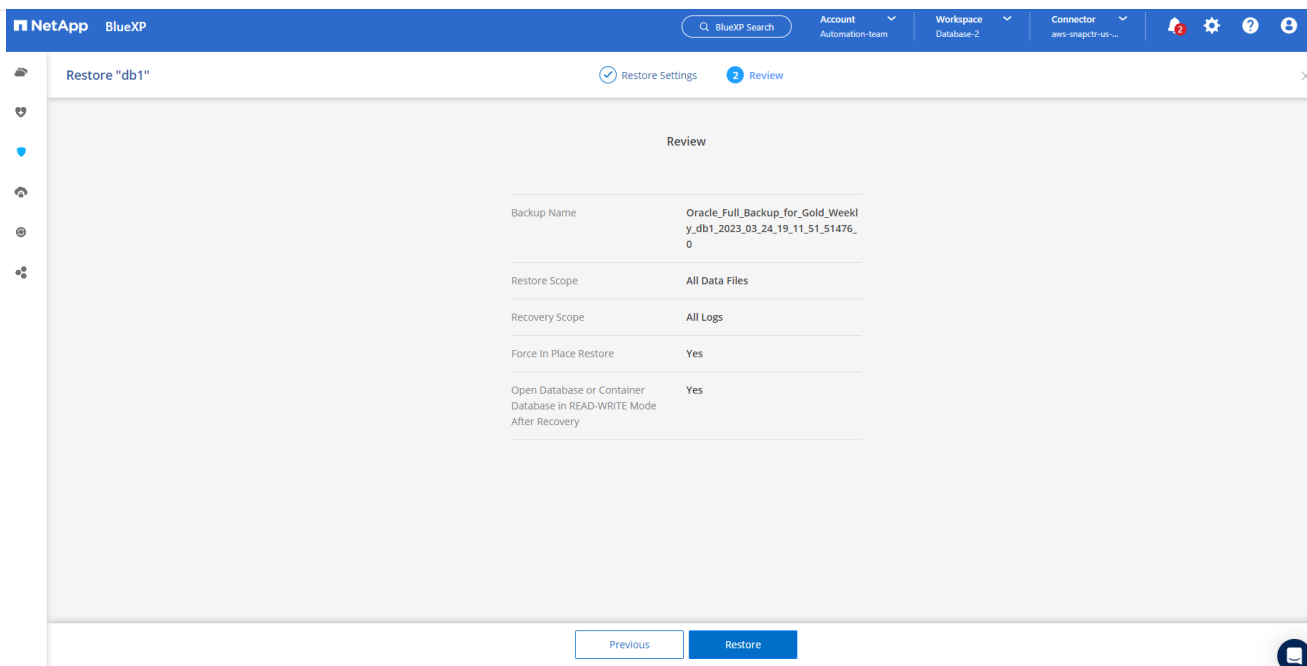 NetApp BlueXP
BlueXP Search
Account
Automation-team
Workspace
Database-2
Connector
aws-snapctr-us-...
2
Restore "db1"
Restore Settings
2 Review
Review
Backup Name
Oracle_Full_Backup_for_Gold_Weekl
y_db1_2023_03_24_19_11_51_51476_
0
Restore Scope
All Data Files
Recovery Scope
All Logs
Force In Place Restore
Yes
Open Database or Container
Database in READ-WRITE Mode
After Recovery
Yes
Previous
Restore